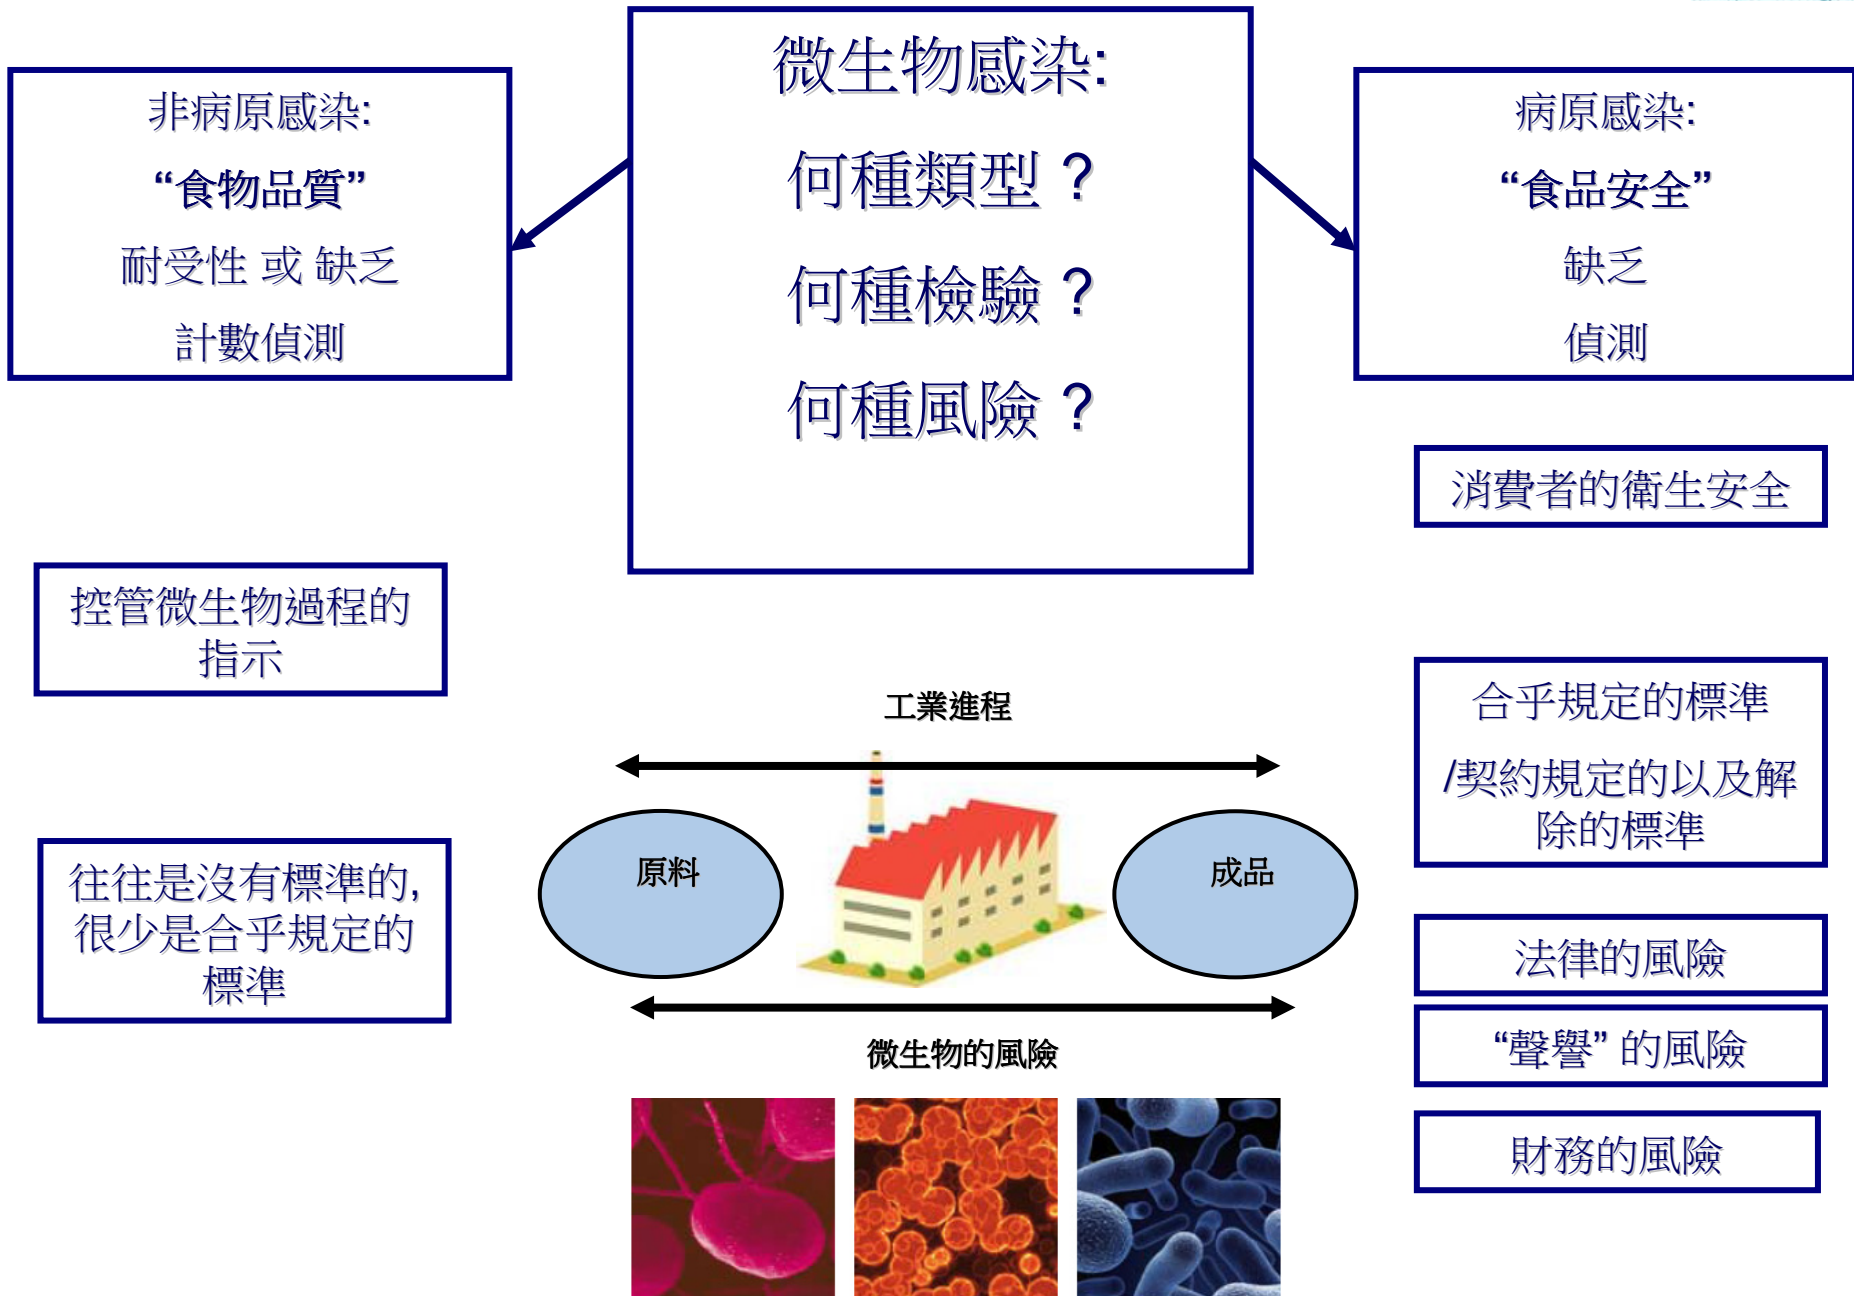 微生物感染:
何種類型？
何種檢驗？
何種風險？
非病原感染:
“食物品質”
耐受性 或 缺乏
計數偵測
病原感染:
“食品安全”
缺乏
偵測
消費者的衛生安全
控管微生物過程的
指示
往往是沒有標準的,
很少是合乎規定的
標準
工業進程
原料
成品
微生物的風險
合乎規定的標準
/契約規定的以及解
除的標準
法律的風險
“聲譽” 的風險
財務的風險